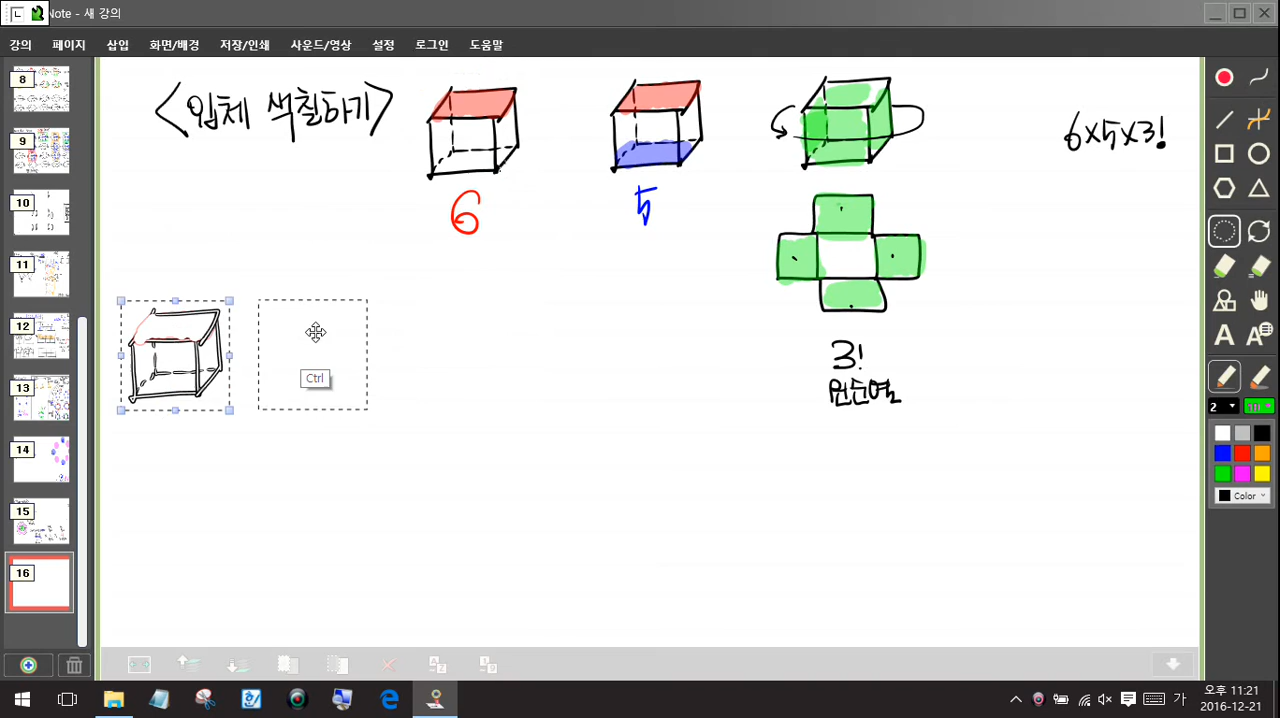 Note - 새 강의
강의 페이지 삽입 화면/배경 저장/인쇄 사운드/영상 설정 로그인 도움말
8
9
10
11
12
13
14
15
16
<입체 색칠하기>
6
5
6x5x3!
3!
원순열
Ctrl
A
A
2
Color
가
오후 11:21
2016-12-21